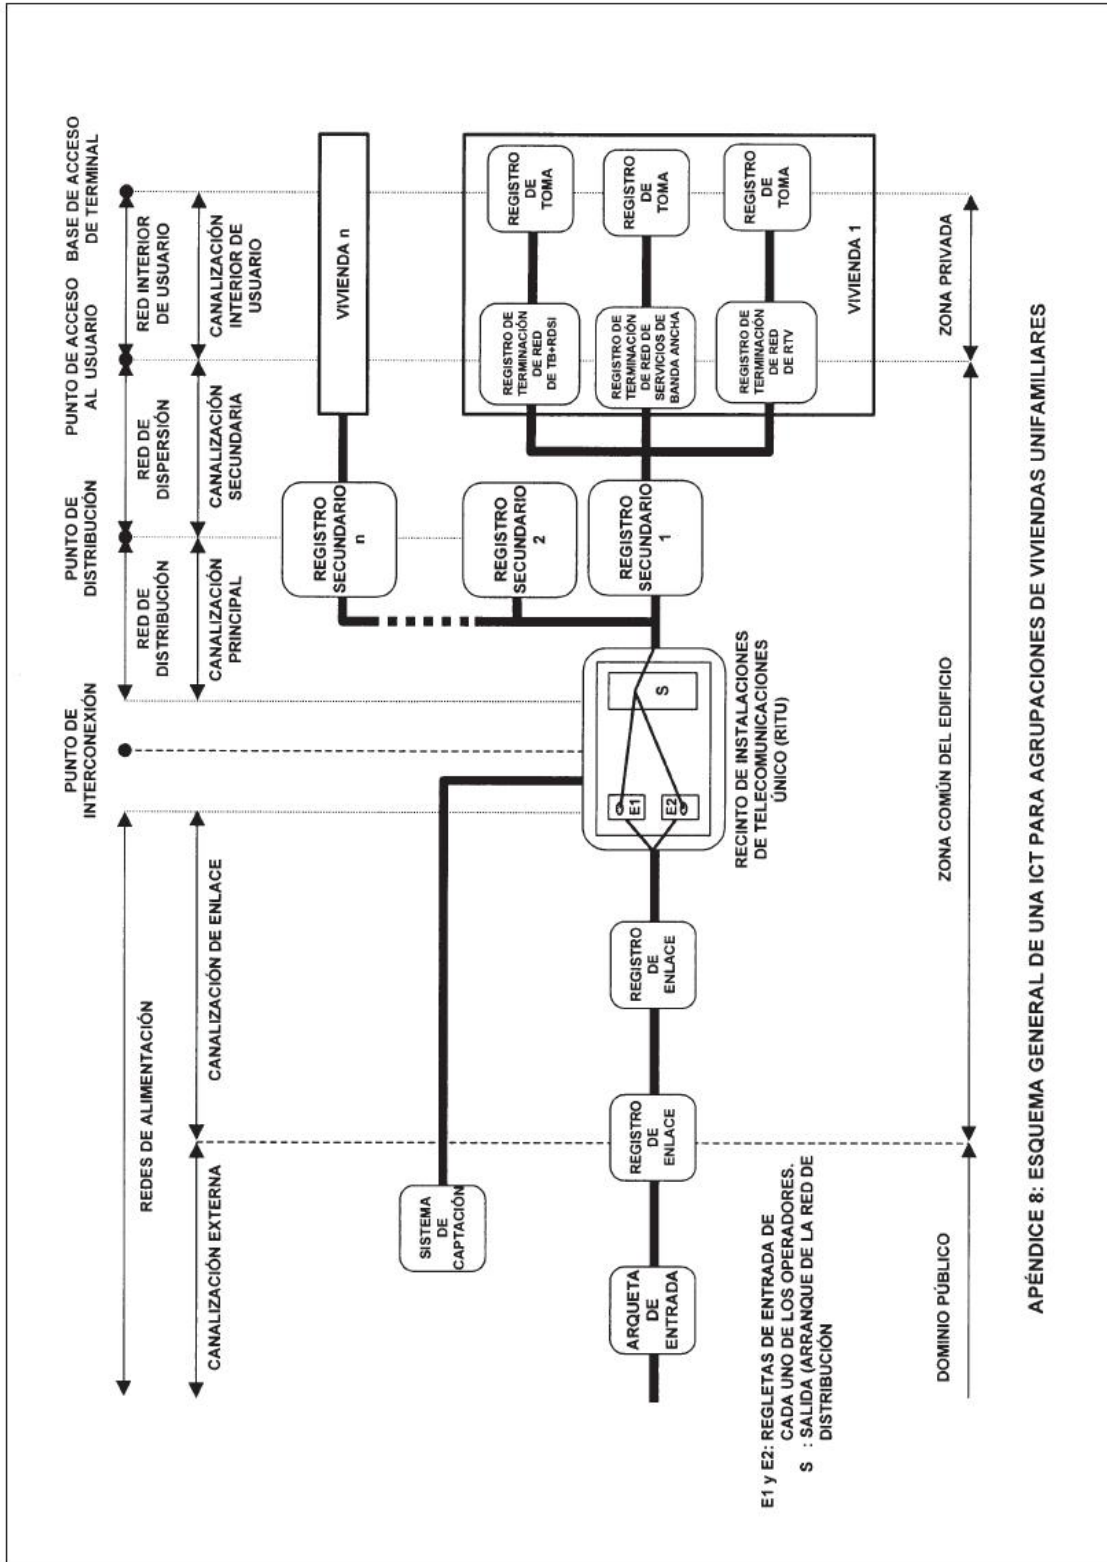 PUNTO DE
INTERCONEXIÓN
PUNTO DE
DISTRIBUCIÓN
PUNTO DE ACCESO
AL USUARIO
BASE DE ACCESO
DE TERMINAL
REDES DE ALIMENTACIÓN
RED DE
DISTRIBUCIÓN
RED DE
DISPERSIÓN
RED INTERIOR
DE USUARIO
CANALIZACIÓN EXTERNA
CANALIZACIÓN DE ENLACE
CANALIZACIÓN
PRINCIPAL
CANALIZACIÓN
SECUNDARIA
CANALIZACIÓN
INTERIOR DE
USUARIO
SISTEMA
DE
CAPTACIÓN
REGISTRO
SECUNDARIO
n
VIVIENDA n
REGISTRO
SECUNDARIO
2
REGISTRO
SECUNDARIO
1
REGISTRO DE
TERMINACIÓN
DE RED
DE TB+RDSI
REGISTRO
DE
TOMA
REGISTRO DE
TERMINACIÓN
DE RED DE
SERVICIOS DE
BANDA ANCHA
REGISTRO
DE
TOMA
REGISTRO DE
TERMINACIÓN
DE RED
DE RTV
REGISTRO
DE
TOMA
VIVIENDA 1
ARQUETA
DE
ENTRADA
REGISTRO
DE
ENLACE
REGISTRO
DE
ENLACE
E1
E2
S
RECINTO DE INSTALACIONES
DE TELECOMUNICACIONES
ÚNICO (RITU)
E1 y E2: REGLETAS DE ENTRADA DE
CADA UNO DE LOS OPERADORES.
S : SALIDA (ARRANQUE DE LA RED DE
DISTRIBUCIÓN
DOMINIO PÚBLICO
ZONA COMÚN DEL EDIFICIO
ZONA PRIVADA
APÉNDICE 8: ESQUEMA GENERAL DE UNA ICT PARA AGRUPACIONES DE VIVIENDAS UNIFAMILIARES